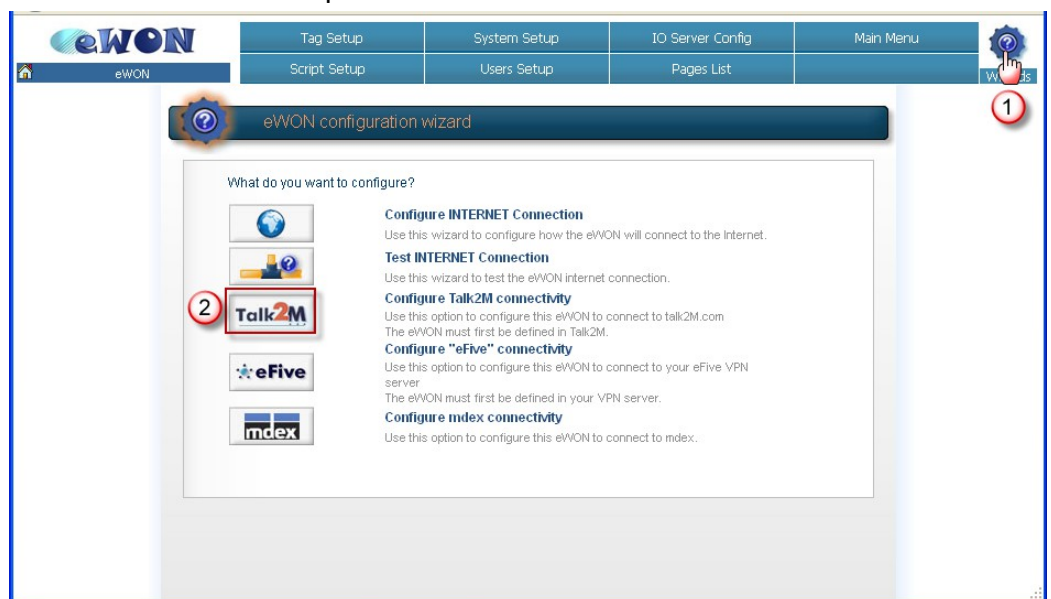 eWON
Tag Setup
System Setup
IO Server Config
Main Menu
eWON
Script Setup
Users Setup
Pages List
1
eWON configuration wizard
What do you want to configure?
Configure INTERNET Connection
Use this wizard to configure how the eWON will connect to the Internet.
Test INTERNET Connection
Use this wizard to test the eWON internet connection.
2
Talk2M
Configure Talk2M connectivity
Use this option to configure this eWON to connect to talk2M.com
The eWON must first be defined in Talk2M.
eFive
Configure "eFive" connectivity
Use this option to configure this eWON to connect to your eFive VPN
server
The eWON must first be defined in your VPN server.
mdex
Configure mdex connectivity
Use this option to configure this eWON to connect to mdex.